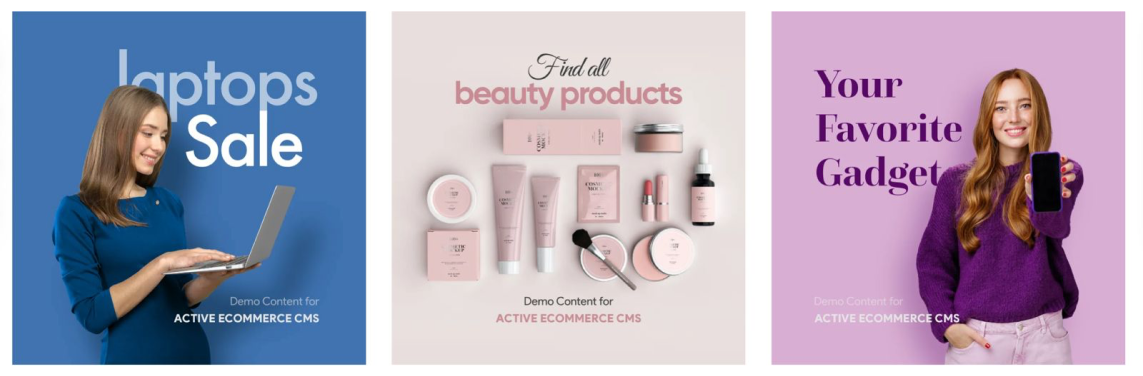 laptops
Sale
Demo Content for
ACTIVE ECOMMERCE CMS
Find all
beauty products
Demo Content for
ACTIVE ECOMMERCE CMS
Your
Favorite
Gadget
Demo Content for
ACTIVE ECOMMERCE CMS